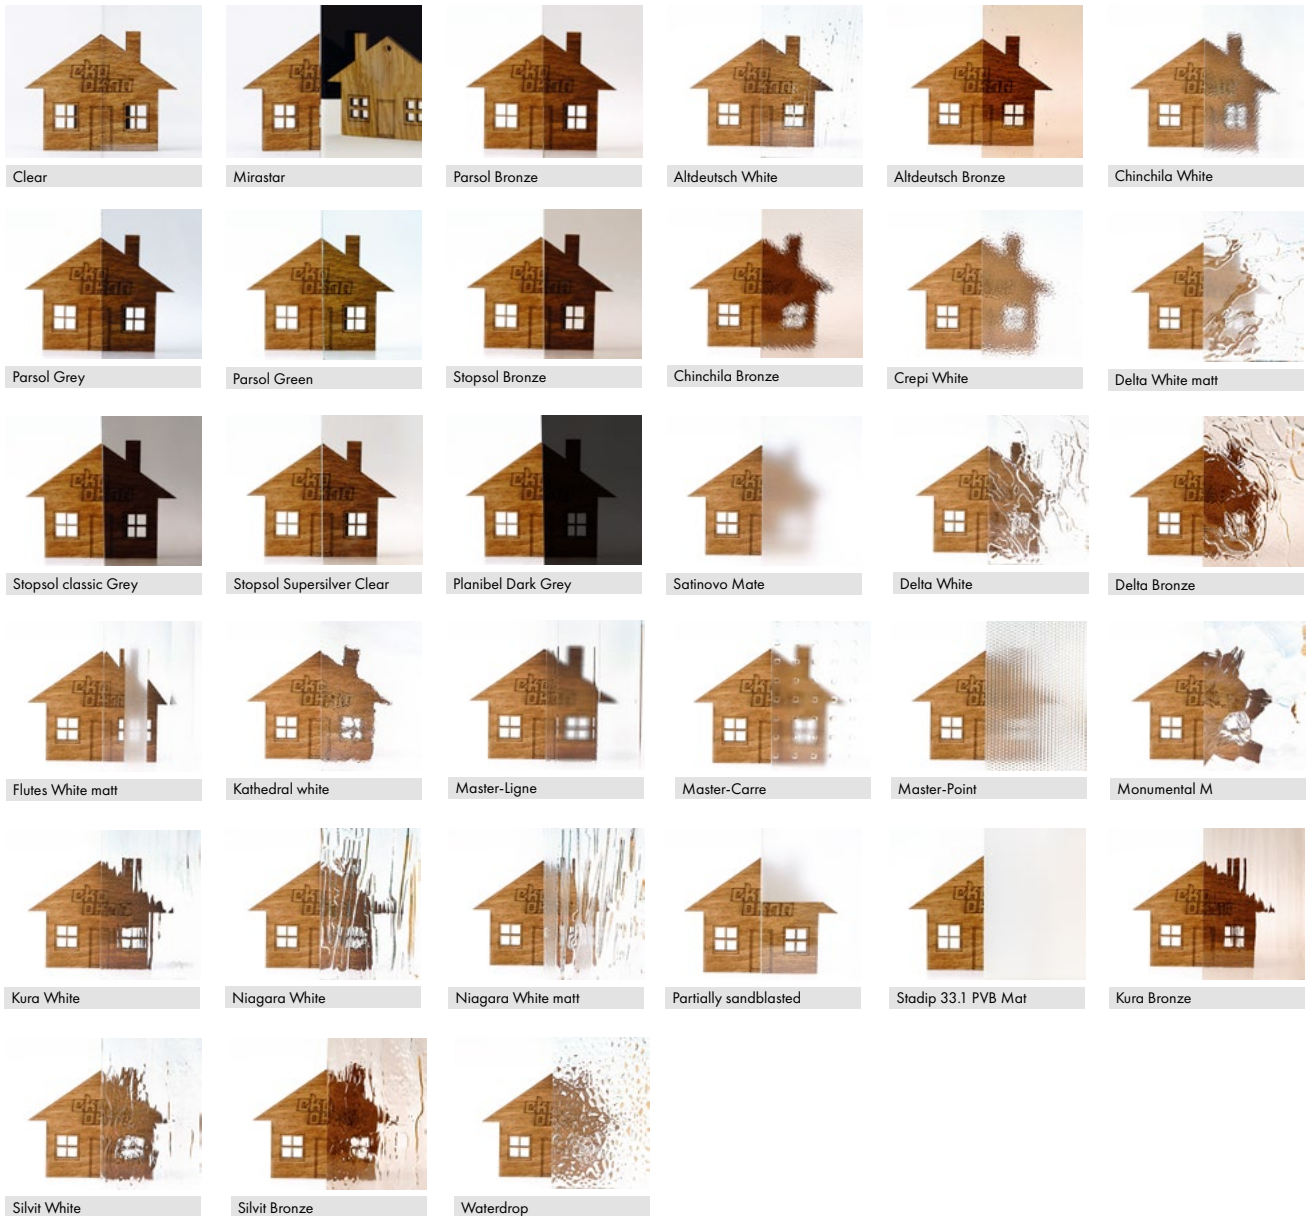 Clear
Mirastar
Parsol Bronze
Altdeutsch White
Altdeutsch Bronze
Chinchila White
Parsol Grey
Parsol Green
Stopsol Bronze
Chinchila Bronze
Crepi White
Delta White matt
Stopsol classic Grey
Stopsol Supersilver Clear
Planibel Dark Grey
Satinovo Mate
Delta White
Delta Bronze
Flutes White matt
Kathedral white
Master-Ligne
Master-Carre
Master-Point
Monumental M
Kura White
Niagara White
Niagara White matt
Partially sandblasted
Stadip 33.1 PVB Mat
Kura Bronze
Silvit White
Silvit Bronze
Waterdrop